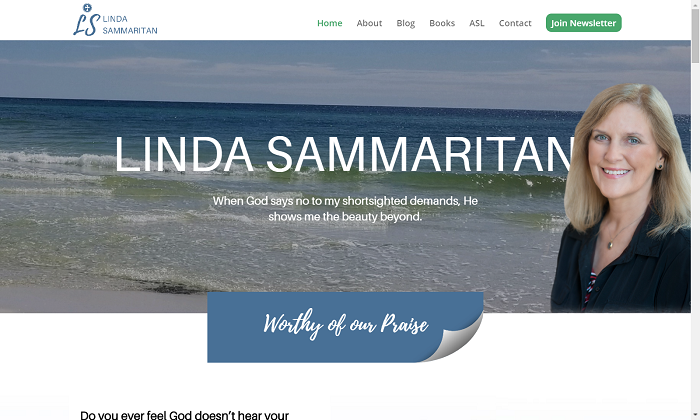 LS LINDA
SAMMARITAN
Home About Blog Books ASL Contact Join Newsletter
LINDA SAMMARITAN
When God says no to my shortsighted demands, He
shows me the beauty beyond.
Worthy of our Praise
Do you ever feel God doesn't hear your